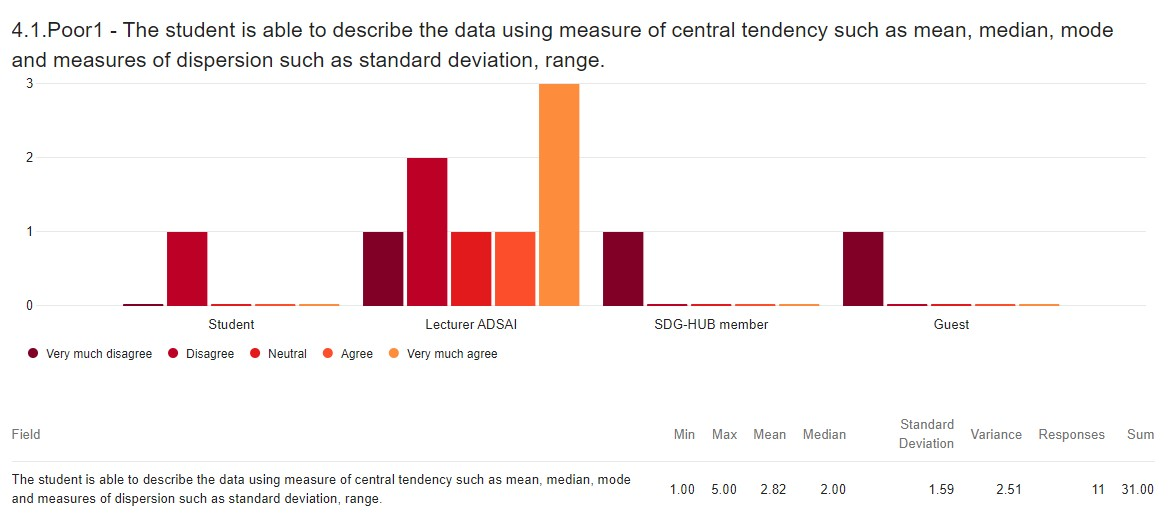 4.1.Poor1 - The student is able to describe the data using measure of central tendency such as mean, median, mode
and measures of dispersion such as standard deviation, range.
3
2
1
0
Student Lecturer ADSAI SDG-HUB member Guest
Very much disagree Disagree Neutral Agree Very much agree
Field Min Max Mean Median Standard Deviation Variance Responses Sum
The student is able to describe the data using measure of central tendency such as mean, median, mode
and measures of dispersion such as standard deviation, range.
1.00 5.00 2.82 2.00 1.59 2.51 11 31.00